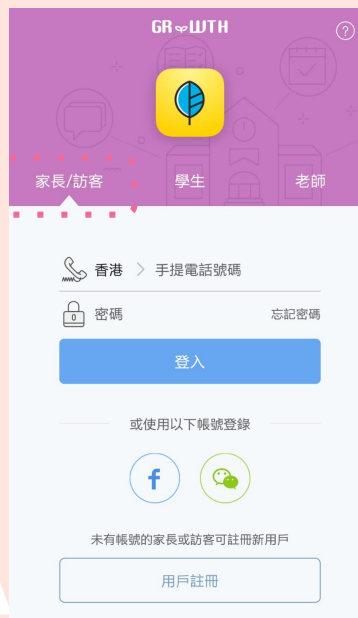 GROWTH
?
家長/訪客 學生 老師
香港 > 手提電話號碼
密碼 忘記密碼
登入
或使用以下帳號登錄
f
未有帳號的家長或訪客可註冊新用戶
用戶註冊